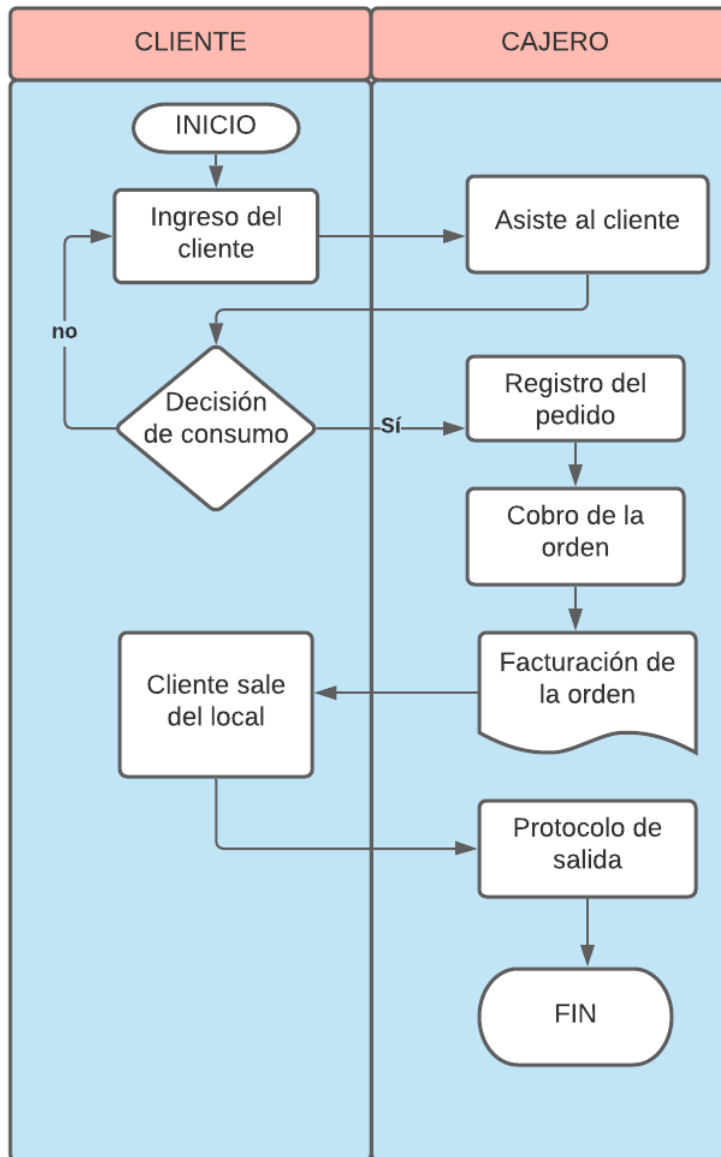 CLIENTE
CAJERO
INICIO
Ingreso del
cliente
Asiste al cliente
no
Decisión
de consumo
Sí
Registro del
pedido
Cobro de la
orden
Facturación de
la orden
Cliente sale
del local
Protocolo de
salida
FIN